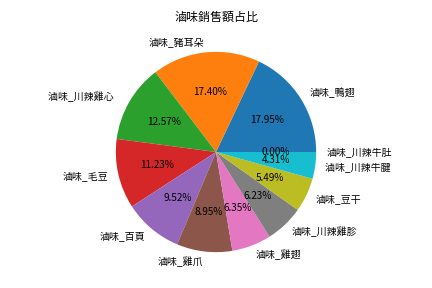 滷味銷售額占比
滷味_豬耳朵
17.40%
滷味_鴨翅
17.95%
滷味_川辣雞心
12.57%
滷味_毛豆
11.23%
滷味_百頁
9.52%
滷味_雞爪
8.95%
滷味_雞翅
6.35%
滷味_川辣雞胗
6.23%
滷味_豆干
5.49%
滷味_川辣牛腱
4.31%
滷味_川辣牛肚
0.00%